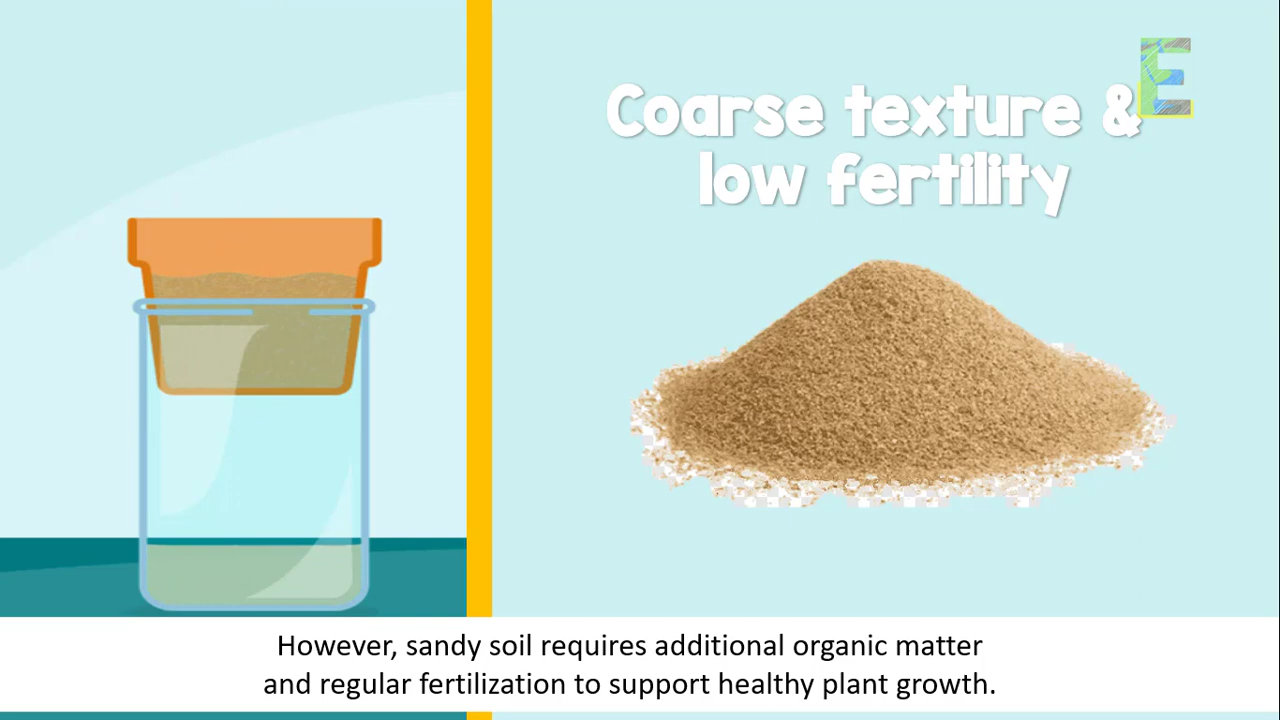 E
Coarse texture &
low fertility
However, sandy soil requires additional organic matter
and regular fertilization to support healthy plant growth.